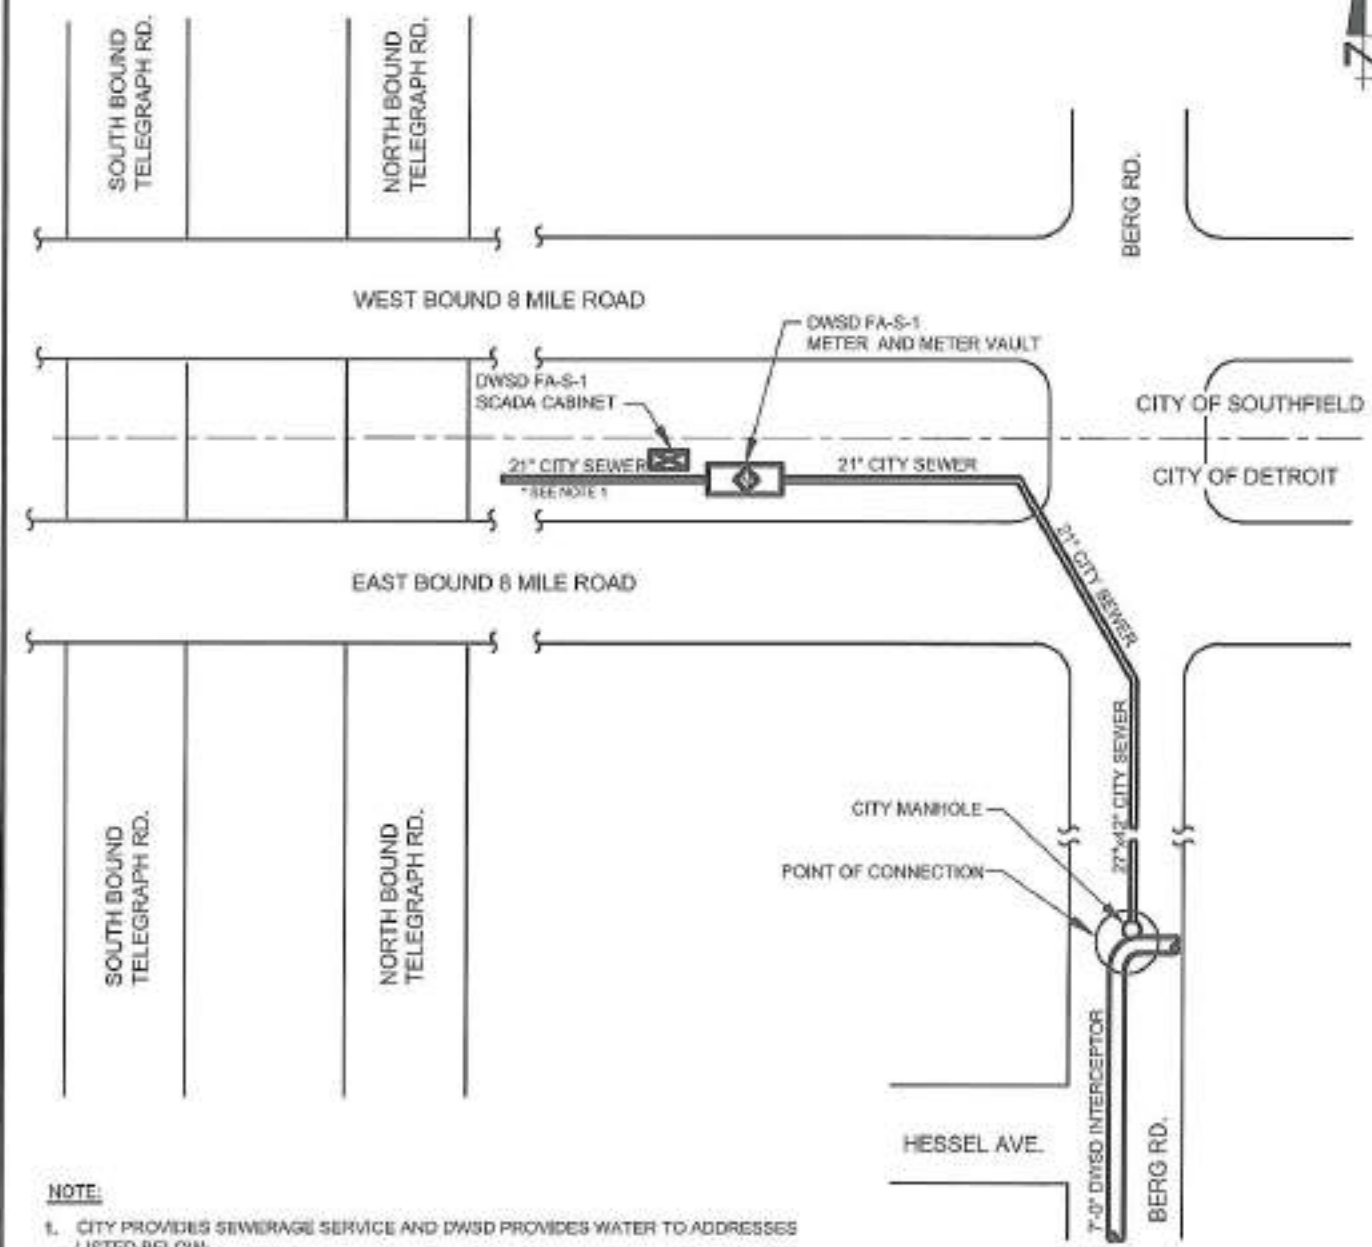 SOUTH BOUND
TELEGRAPH RD.
NORTH BOUND
TELEGRAPH RD.
BERG RD.
WEST BOUND 8 MILE ROAD
DWSD FA-S-1
METER AND METER VAULT
DWSD FA-S-1
SCADA CABINET
CITY OF SOUTHFIELD
21" CITY SEWER
* SEE NOTE 1
21" CITY SEWER
CITY OF DETROIT
21" CITY SEWER
EAST BOUND 8 MILE ROAD
27"x42" CITY SEWER
CITY MANHOLE
POINT OF CONNECTION
SOUTH BOUND
TELEGRAPH RD.
NORTH BOUND
TELEGRAPH RD.
7'-0" DWSD INTERCEPTOR
HESSEL AVE.
BERG RD.
NOTE:
1. CITY PROVIDES SEWERAGE SERVICE AND DWSD PROVIDES WATER TO ADDRESSES
LISTED BELOW: